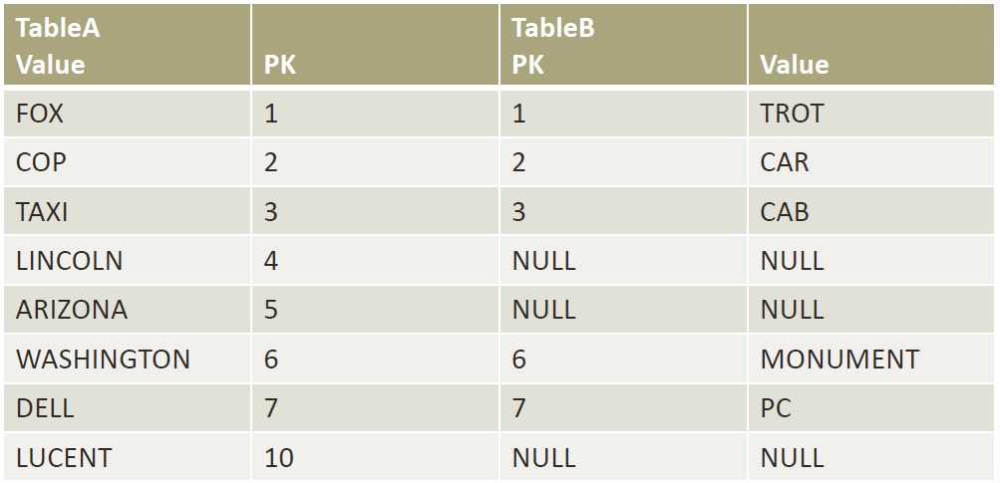 TableA TableB
Value PK PK Value
FOX 1 1 TROT
COP 2 2 CAR
TAXI 3 3 CAB
LINCOLN 4 NULL NULL
ARIZONA 5 NULL NULL
WASHINGTON 6 6 MONUMENT
DELL 7 7 PC
LUCENT 10 NULL NULL